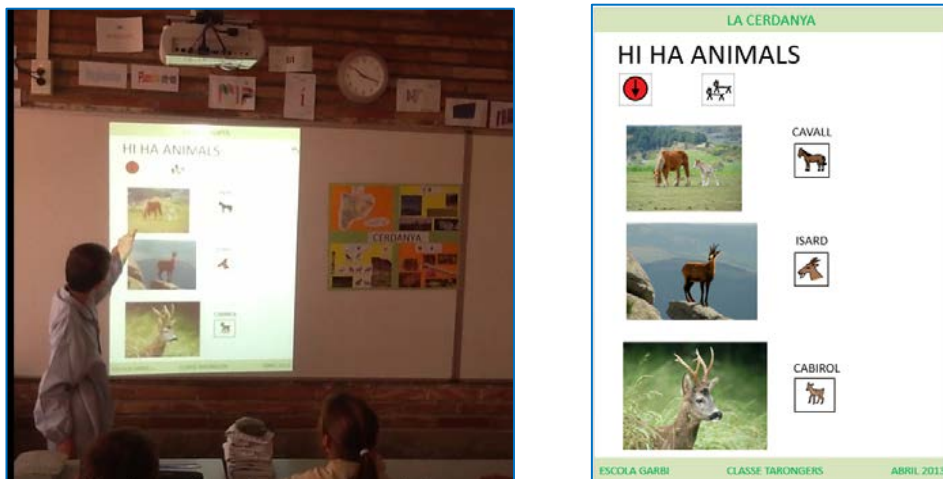 HI HA ANIMALS
CERDANYA
LA CERDANYA
HI HA ANIMALS
CAVALL
ISARD
CABIROL
ESCOLA GARBI CLASSE TARONGERS ABRIL 2013